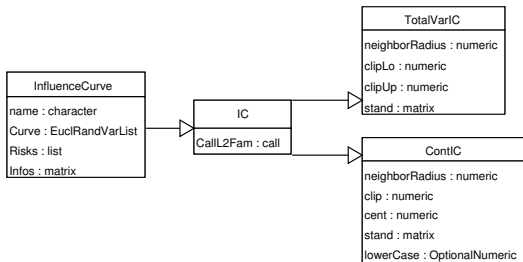 InfluenceCurve
name : character
Curve : EuclRandVarList
Risks : list
Infos : matrix
IC
CallL2Fam : call
TotalVarIC
neighborRadius : numeric
clipLo : numeric
clipUp : numeric
stand : matrix
ContIC
neighborRadius : numeric
clip : numeric
cent : numeric
stand : matrix
lowerCase : OptionalNumeric